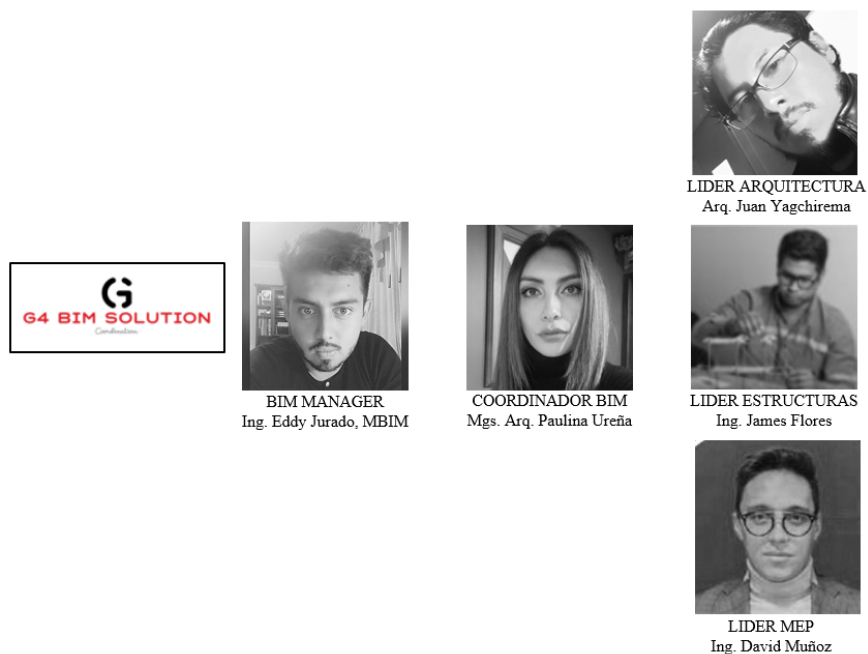 G4 BIM SOLUTION
Coordination
BIM MANAGER
Ing. Eddy Jurado, MBIM
COORDINADOR BIM
Mgs. Arq. Paulina Ureña
LIDER ARQUITECTURA
Arq. Juan Yagchirema
LIDER ESTRUCTURAS
Ing. James Flores
LIDER MEP
Ing. David Muñoz